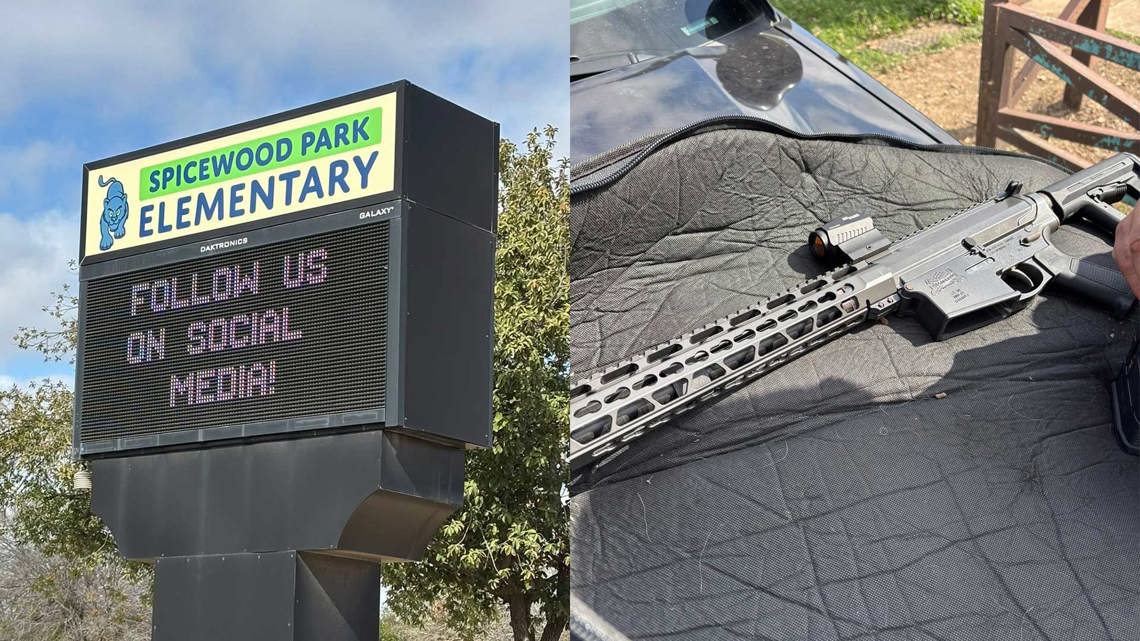 SPICEWOOD PARK
ELEMENTARY
DAKTRONICS
GALAXY®
FOLLOW US
ON SOCIAL
MEDIA!